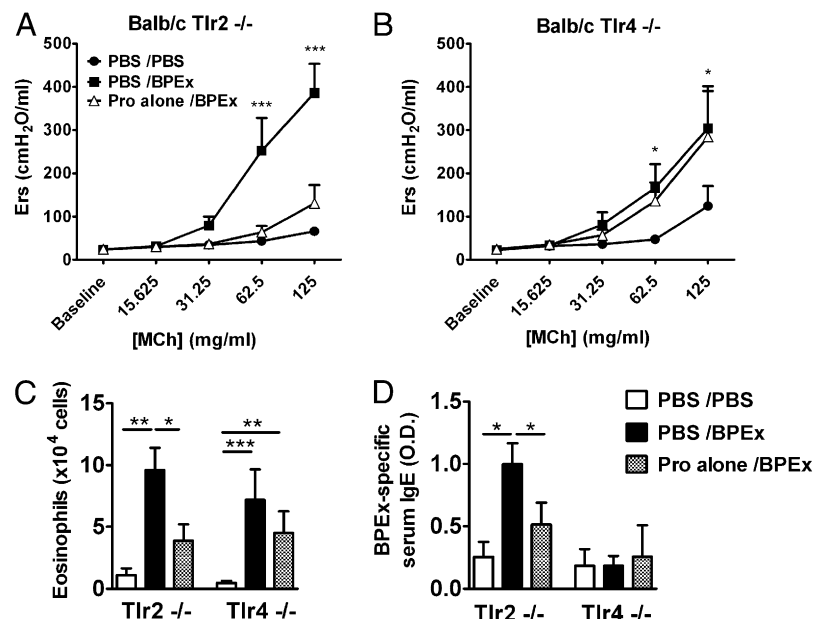 A
Balb/c Tlr2 -/-
Ers (cmH2O/ml)
500
400
300
200
100
0
PBS /PBS
PBS /BPEx
Pro alone /BPEx
***
***
Baseline
15.625
31.25
62.5
125
[MCh] (mg/ml)
B
Balb/c Tlr4 -/-
Ers (cmH2O/ml)
500
400
300
200
100
0
*
*
Baseline
15.625
31.25
62.5
125
[MCh] (mg/ml)
C
Eosinophils (x10^4 cells)
15
10
5
0
** *
**
***
Tlr2 -/- Tlr4 -/-
D
BPEx-specific
serum IgE (O.D.)
1.5
1.0
0.5
0.0
* *
Tlr2 -/- Tlr4 -/-
PBS /PBS
PBS /BPEx
Pro alone /BPEx